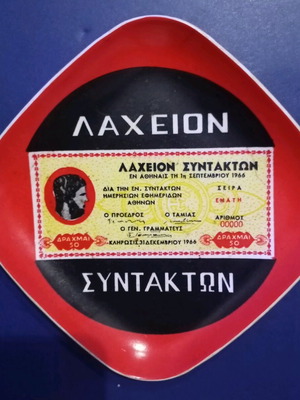 ΛΑΧΕΙΟΝ
ΛΑΧΕΙΟΝ ΣΥΝΤΑΚΤΩΝ
ΕΝ ΑΘΗΝΑΙΣ ΤΗ 1η ΣΕΠΤΕΜΒΡΙΟΥ 1966
ΔΙΑ ΤΗΝ ΕΝ. ΣΥΝΤΑΚΤΩΝ
ΗΜΕΡΗΣΙΩΝ ΕΦΗΜΕΡΙΔΩΝ
ΑΘΗΝΩΝ
ΣΕΙΡΑ
ΕΝΑΤΗ
Ο ΠΡΟΕΔΡΟΣ Ο ΤΑΜΙΑΣ
ΑΡΙΘΜΟΣ
00000
Ο ΓΕΝ. ΓΡΑΜΜΑΤΕΥΣ
ΔΡΑΧΜΑΙ
50
ΚΛΗΡΩΣΙΣ 31 ΔΕΚΕΜΒΡΙΟΥ 1966
ΔΡΑΧΜΑΙ
50
ΣΥΝΤΑΚΤΩΝ